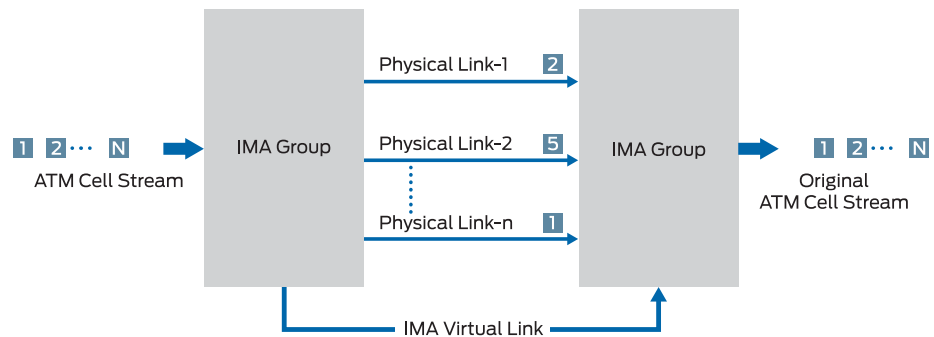 Physical Link-1 2
IMA Group
IMA Group
Physical Link-2 5
1 2... N
1 2... N
ATM Cell Stream
Original
ATM Cell Stream
Physical Link-n 1
IMA Virtual Link